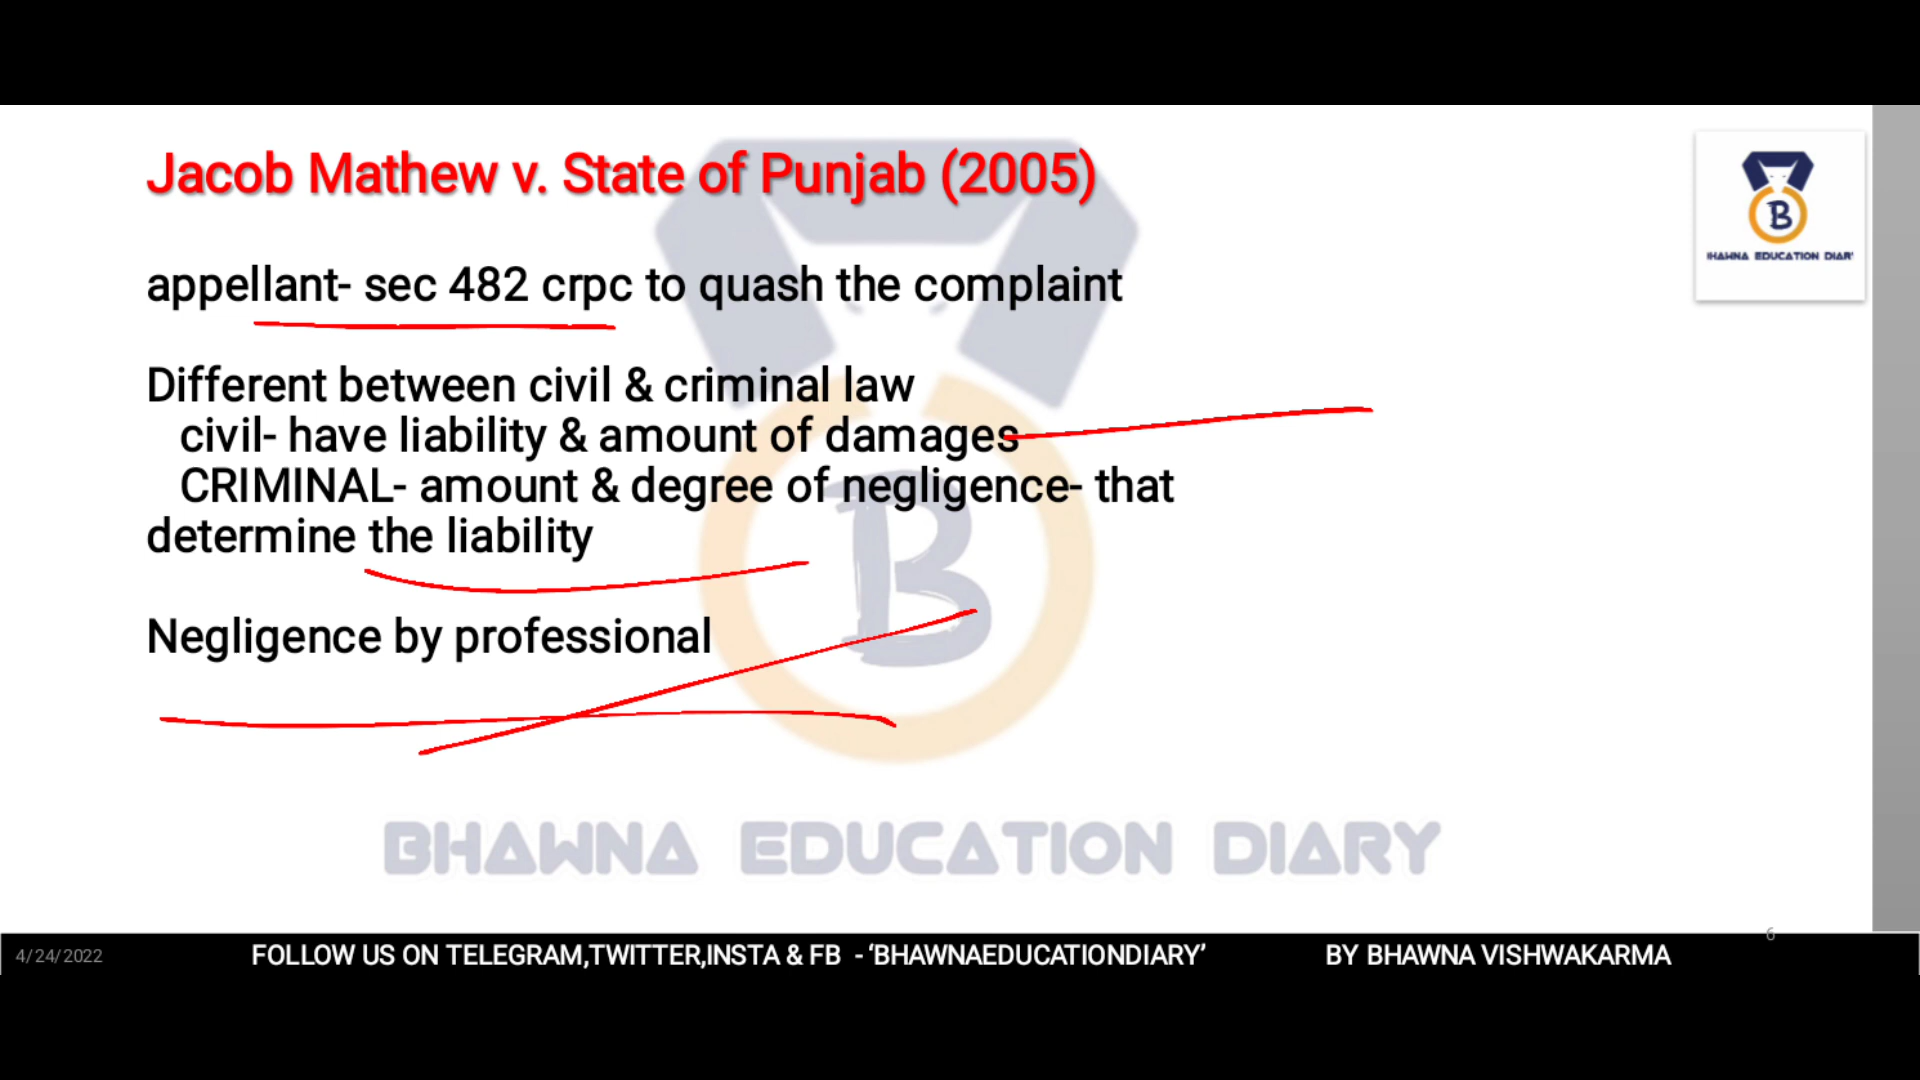 Jacob Mathew v. State of Punjab (2005)
appellant- sec 482 crpc to quash the complaint
Different between civil & criminal law
civil- have liability & amount of damages
CRIMINAL- amount & degree of negligence- that
determine the liability
Negligence by professional
B
HAWNA EDUCATION DIAR
B
BHAWNA EDUCATION DIARY
6
4/24/2022
FOLLOW US ON TELEGRAM,TWITTER,INSTA & FB - ‘BHAWNAEDUCATIONDIARY’
BY BHAWNA VISHWAKARMA